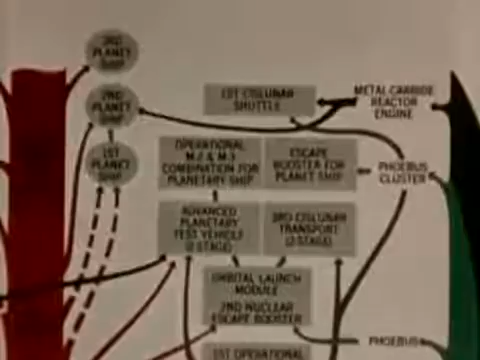 3RD
PLANET
SHIP
2ND
PLANET
SHIP
1ST
PLANET
SHIP
1ST CISLUNAR
SHUTTLE
METAL CARBIDE
REACTOR
ENGINE
OPERATIONAL
M-2 & M-3
COMBINATION FOR
PLANETARY SHIP
ESCAPE
BOOSTER FOR
PLANET SHIP
PHOEBUS
CLUSTER
ADVANCED
PLANETARY
TEST VEHICLE
(2 STAGE)
3RD CISLUNAR
TRANSPORT
(2 STAGE)
ORBITAL LAUNCH
MODULE
2ND NUCLEAR
ESCAPE BOOSTER
PHOEBUS
1ST OPERATIONAL